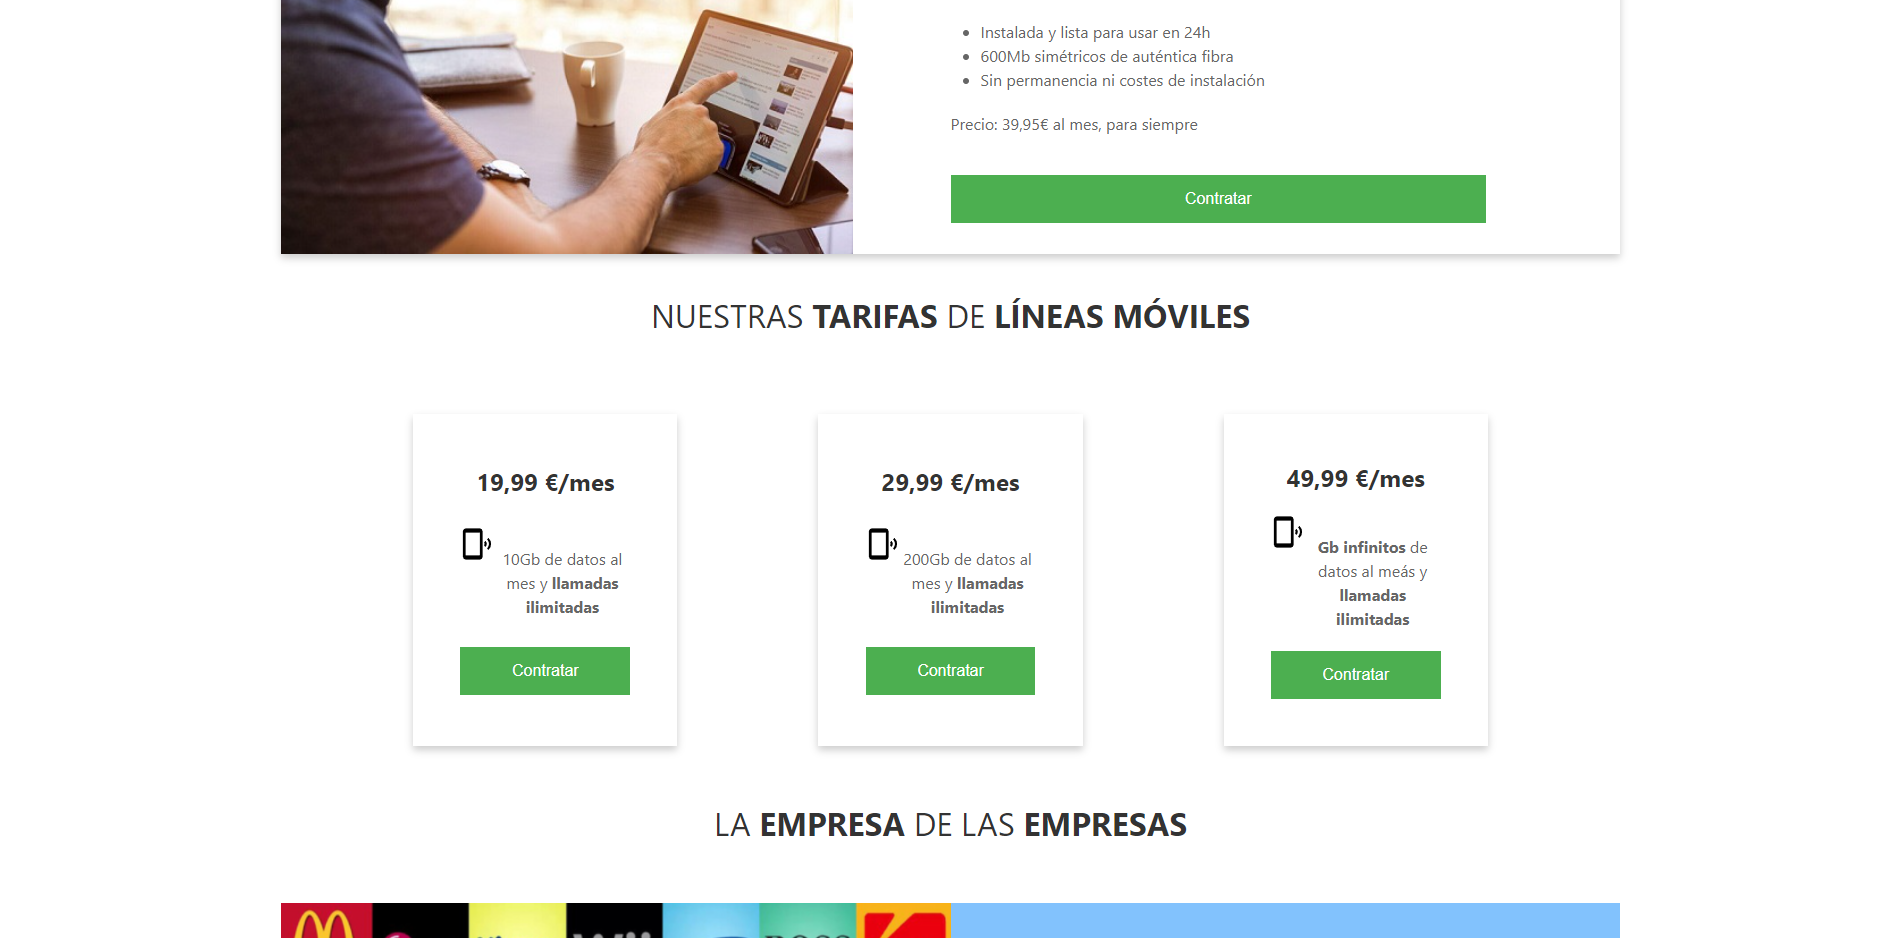 Instalada y lista para usar en 24h
600Mb simétricos de auténtica fibra
Sin permanencia ni costes de instalación
Precio: 39,95€ al mes, para siempre
Contratar
NUESTRAS TARIFAS DE LÍNEAS MÓVILES
19,99 €/mes
10Gb de datos al
mes y llamadas
ilimitadas
Contratar
29,99 €/mes
200Gb de datos al
mes y llamadas
ilimitadas
Contratar
49,99 €/mes
Gb infinitos de
datos al meás y
llamadas
ilimitadas
Contratar
LA EMPRESA DE LAS EMPRESAS